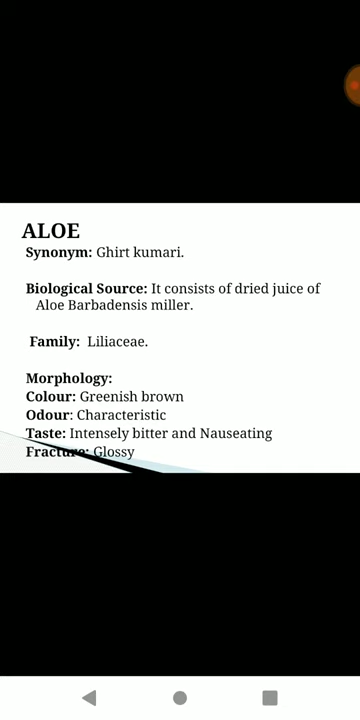 ALOE
Synonym: Ghirt kumari.
Biological Source: It consists of dried juice of
Aloe Barbadensis miller.
Family: Liliaceae.
Morphology:
Colour: Greenish brown
Odour: Characteristic
Taste: Intensely bitter and Nauseating
Fracture: Glossy